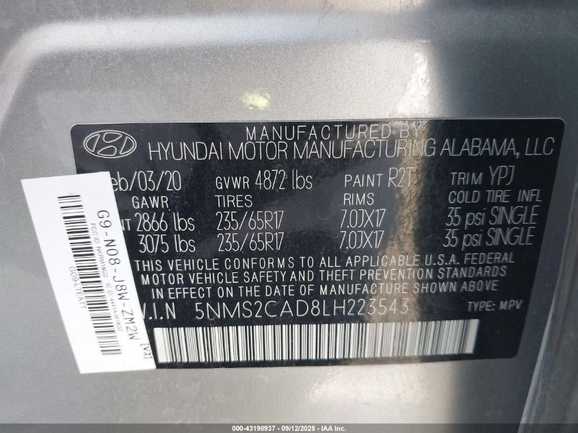 MANUFACTURED BY
HYUNDAI MOTOR MANUFACTURING ALABAMA, LLC
eb/03/20 GVWR 4872 lbs PAINT R2T TRIM YPJ
GAWR TIRES RIMS COLD TIRE INFL
NT 2866 lbs 235/65R17 7.0JX17 35 psi SINGLE
3075 lbs 235/65R17 7.0JX17 35 psi SINGLE
THIS VEHICLE CONFORMS TO ALL APPLICABLE U.S.A. FEDERAL
MOTOR VEHICLE SAFETY AND THEFT PREVENTION STANDARDS
IN EFFECT ON THE DATE OF MANUFACTURE SHOWN ABOVE.
V.I.N 5NMS2CAD8LH223543 TYPE: MPV
G9-N08-J8W-ZM2W
000-43198937 - 09/12/2025 - IAA Inc.